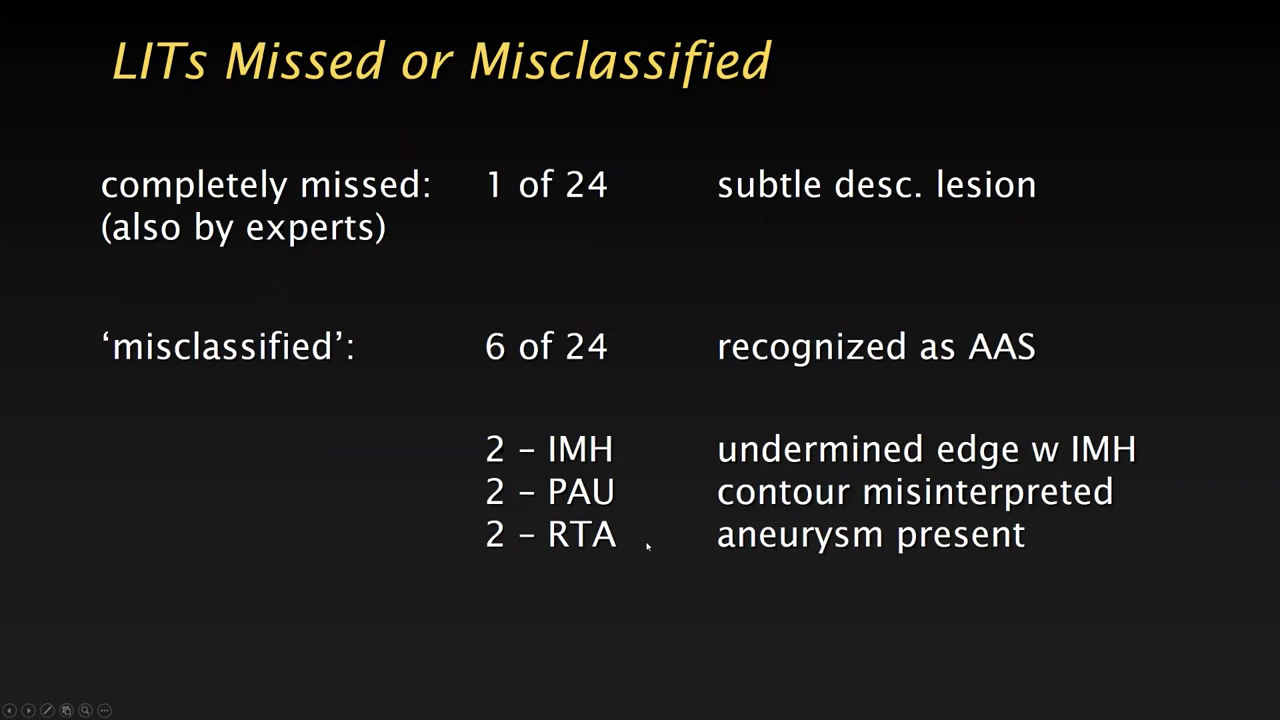 LITs Missed or Misclassified
completely missed: 1 of 24 subtle desc. lesion
(also by experts)
‘misclassified’: 6 of 24 recognized as AAS
2 – IMH undermined edge w IMH
2 – PAU contour misinterpreted
2 – RTA aneurysm present